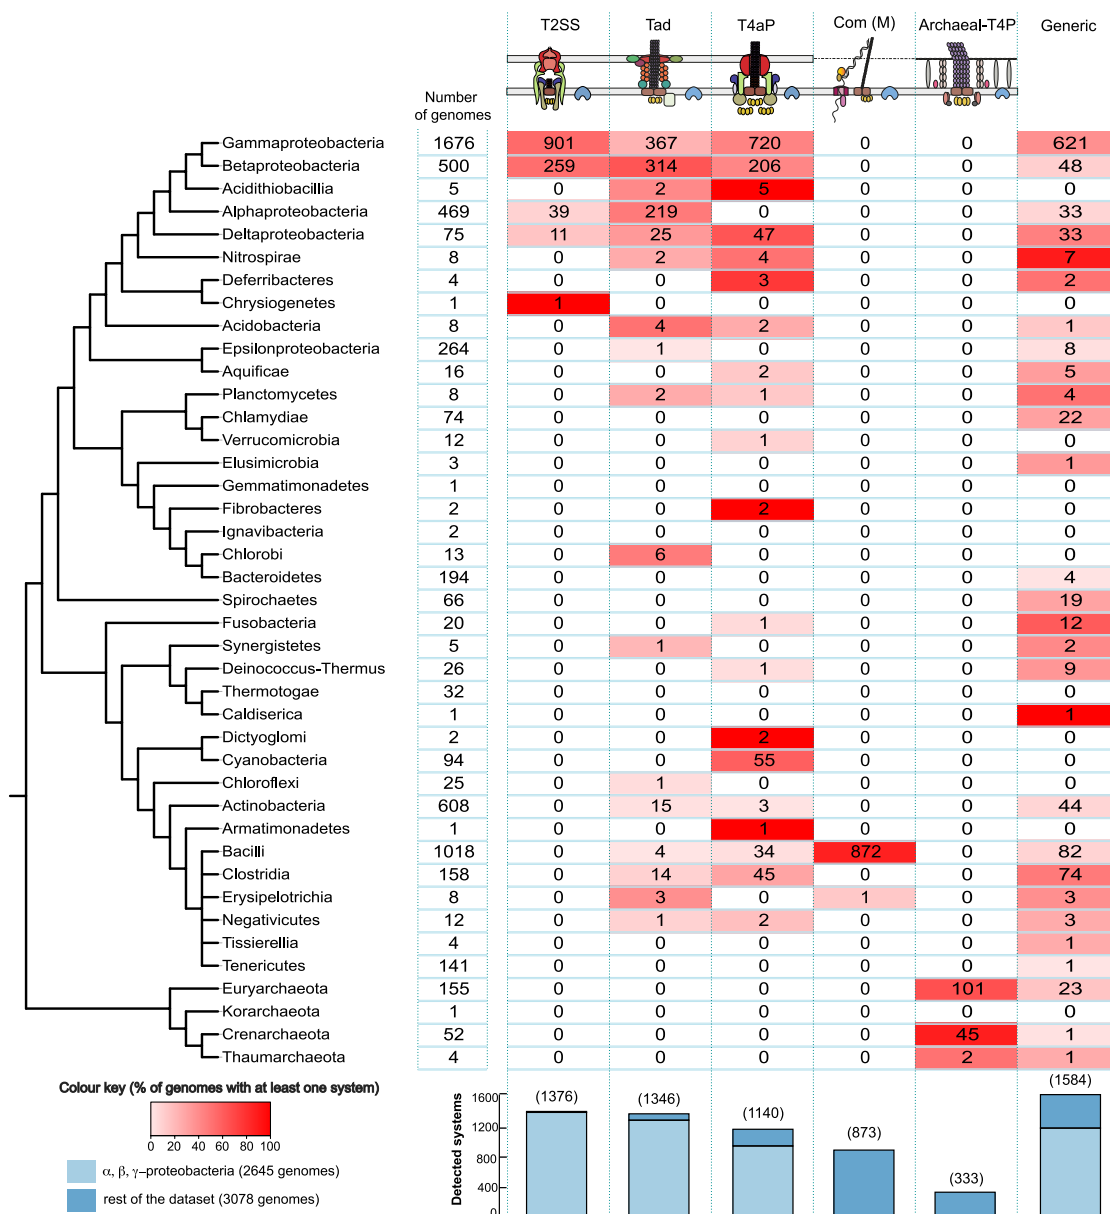 T2SS Tad T4aP Com (M) Archaeal-T4P Generic
Number
of genomes
Gammaproteobacteria 1676 901 367 720 0 0 621
Betaproteobacteria 500 259 314 206 0 0 48
Acidithiobacillia 5 0 2 5 0 0 0
Alphaproteobacteria 469 39 219 0 0 0 33
Deltaproteobacteria 75 11 25 47 0 0 33
Nitrospirae 8 0 2 4 0 0 7
Deferribacteres 4 0 0 3 0 0 2
Chrysiogenetes 1 1 0 0 0 0 0
Acidobacteria 8 0 4 2 0 0 1
Epsilonproteobacteria 264 0 1 0 0 0 8
Aquificae 16 0 0 2 0 0 5
Planctomycetes 8 0 2 1 0 0 4
Chlamydiae 74 0 0 0 0 0 22
Verrucomicrobia 12 0 0 1 0 0 0
Elusimicrobia 3 0 0 0 0 0 1
Gemmatimonadetes 1 0 0 0 0 0 0
Fibrobacteres 2 0 0 2 0 0 0
Ignavibacteria 2 0 0 0 0 0 0
Chlorobi 13 0 6 0 0 0 0
Bacteroidetes 194 0 0 0 0 0 4
Spirochaetes 66 0 0 0 0 0 19
Fusobacteria 20 0 0 1 0 0 12
Synergistetes 5 0 1 0 0 0 2
Deinococcus-Thermus 26 0 0 1 0 0 9
Thermotogae 32 0 0 0 0 0 0
Caldiserica 1 0 0 0 0 0 1
Dictyoglomi 2 0 0 2 0 0 0
Cyanobacteria 94 0 0 55 0 0 0
Chloroflexi 25 0 1 0 0 0 0
Actinobacteria 608 0 15 3 0 0 44
Armatimonadetes 1 0 0 1 0 0 0
Bacilli 1018 0 4 34 872 0 82
Clostridia 158 0 14 45 0 0 74
Erysipelotrichia 8 0 3 0 1 0 3
Negativicutes 12 0 1 2 0 0 3
Tissierellia 4 0 0 0 0 0 1
Tenericutes 141 0 0 0 0 0 1
Euryarchaeota 155 0 0 0 0 101 23
Korarchaeota 1 0 0 0 0 0 0
Crenarchaeota 52 0 0 0 0 45 1
Thaumarchaeota 4 0 0 0 0 2 1
Colour key (% of genomes with at least one system)
0 20 40 60 80 100
α, β, γ–proteobacteria (2645 genomes)
rest of the dataset (3078 genomes)
Detected systems
1600
1200
800
400
0
(1376) (1346) (1140) (873) (333) (1584)